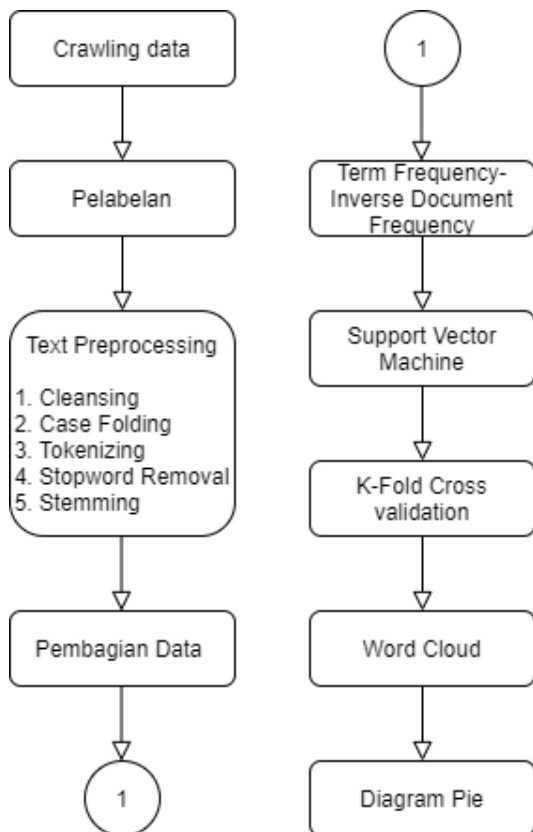 Crawling data
Pelabelan
Text Preprocessing
1. Cleansing
2. Case Folding
3. Tokenizing
4. Stopword Removal
5. Stemming
Pembagian Data
1
1
Term Frequency-
Inverse Document
Frequency
Support Vector
Machine
K-Fold Cross
validation
Word Cloud
Diagram Pie